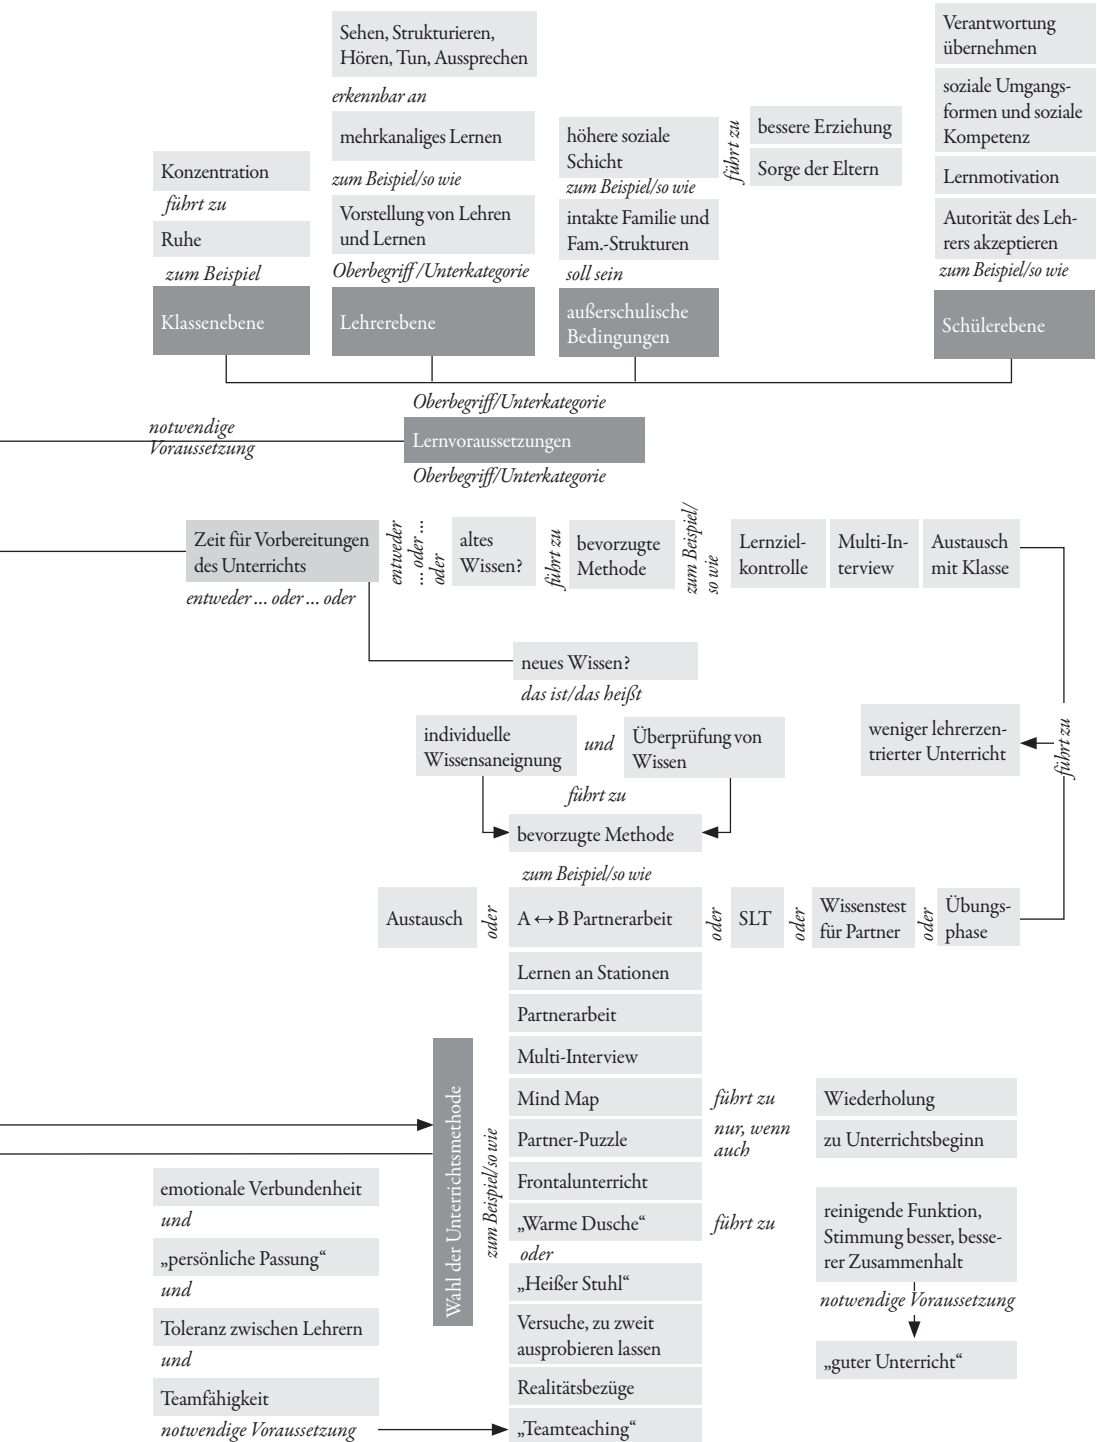 Sehen, Strukturieren,
Hören, Tun, Aussprechen
erkennbar an
mehrkanaliges Lernen
zum Beispiel/so wie
Vorstellung von Lehren
und Lernen
Oberbegriff/Unterkategorie
Lehrerebene
Konzentration
führt zu
Ruhe
zum Beispiel
Klassenebene
höhere soziale
Schicht
zum Beispiel/so wie
intakte Familie und
Fam.-Strukturen
soll sein
außerschulische
Bedingungen
führt zu
bessere Erziehung
Sorge der Eltern
Verantwortung
übernehmen
soziale Umgangs-
formen und soziale
Kompetenz
Lernmotivation
Autorität des Leh-
rers akzeptieren
zum Beispiel/so wie
Schülerebene
Oberbegriff/Unterkategorie
notwendige
Voraussetzung
Lernvoraussetzungen
Oberbegriff/Unterkategorie
Zeit für Vorbereitungen
des Unterrichts
entweder ... oder ... oder
entweder
... oder ...
oder
altes
Wissen?
führt zu
bevorzugte
Methode
zum Beispiel/
so wie
Lernziel-
kontrolle
Multi-In-
terview
Austausch
mit Klasse
neues Wissen?
das ist/das heißt
individuelle
Wissensaneignung
und
Überprüfung von
Wissen
führt zu
weniger lehrerzen-
trierter Unterricht
führt zu
bevorzugte Methode
zum Beispiel/so wie
Austausch
oder
A ↔ B Partnerarbeit
oder
SLT
oder
Wissenstest
für Partner
oder
Übungs-
phase
Lernen an Stationen
Partnerarbeit
Multi-Interview
Mind Map
führt zu
Wiederholung
Partner-Puzzle
nur, wenn
auch
zu Unterrichtsbeginn
Frontalunterricht
„Warme Dusche“
führt zu
reinigende Funktion,
Stimmung besser, besse-
rer Zusammenhalt
oder
„Heißer Stuhl“
notwendige Voraussetzung
„guter Unterricht“
Versuche, zu zweit
ausprobieren lassen
Realitätsbezüge
„Teamteaching“
Wahl der Unterrichtsmethode
zum Beispiel/so wie
emotionale Verbundenheit
und
„persönliche Passung“
und
Toleranz zwischen Lehrern
und
Teamfähigkeit
notwendige Voraussetzung